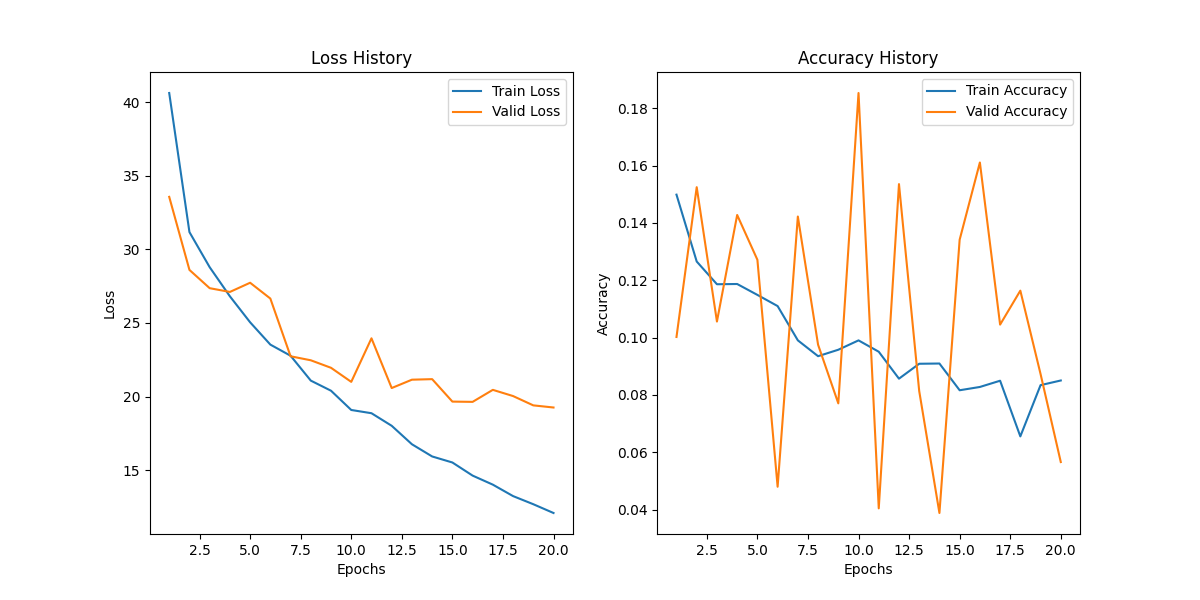 Loss History
Train Loss
Valid Loss
40
35
30
25
20
15
Loss
2.5 5.0 7.5 10.0 12.5 15.0 17.5 20.0
Epochs
Accuracy History
Train Accuracy
Valid Accuracy
0.18
0.16
0.14
0.12
0.10
0.08
0.06
0.04
Accuracy
2.5 5.0 7.5 10.0 12.5 15.0 17.5 20.0
Epochs